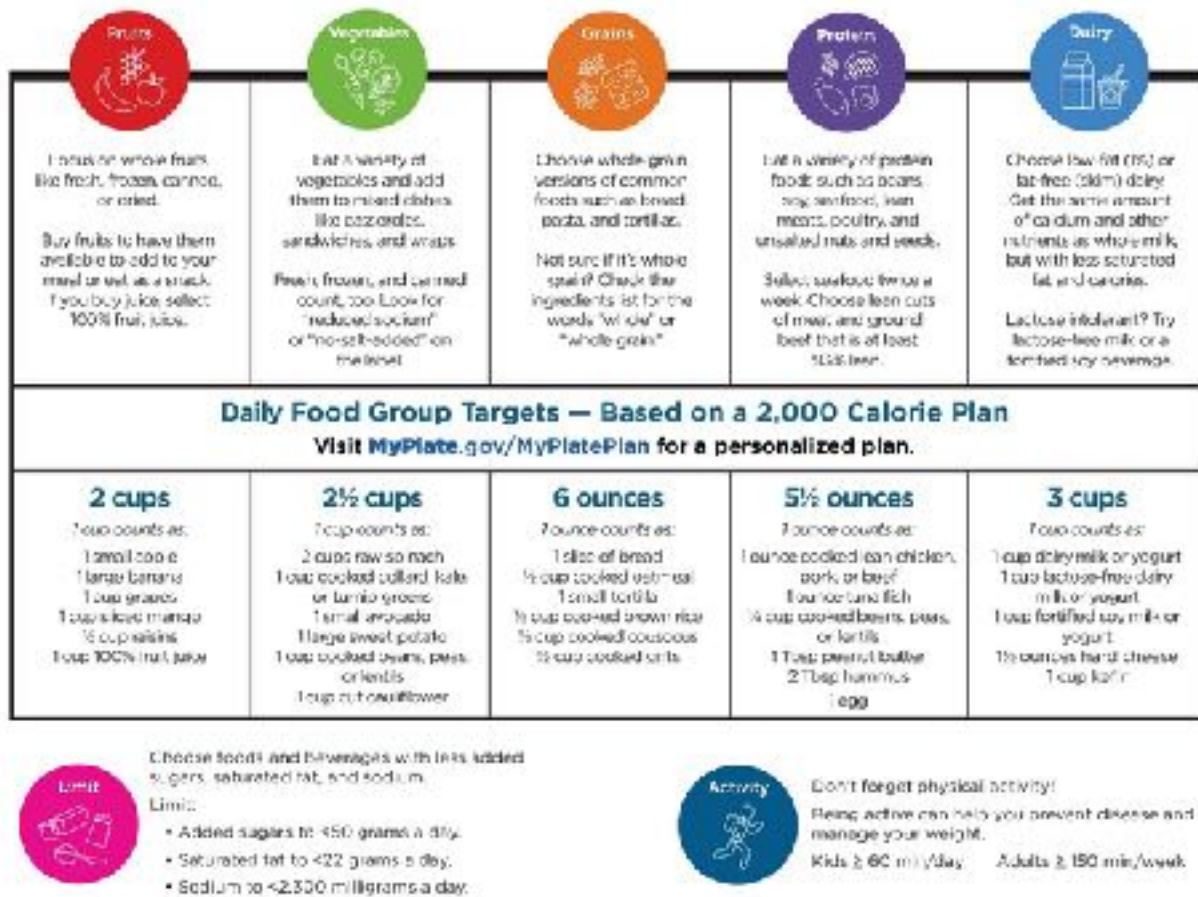 Fruits
Focus on whole fruits
like fresh, frozen, canned,
or dried.
Buy fruits to have them
available to add to your
meal or eat as a snack.
If you buy juice, select
100% fruit juice.
Vegetables
Eat a variety of
vegetables and add
them to mixed dishes
like casseroles,
sandwiches, and wraps.
Fresh, frozen, and canned
count, too. Look for
"reduced sodium"
or "no-salt-added" on
the label.
Grains
Choose whole-grain
versions of common
foods such as bread,
pasta, and tortillas.
Not sure if it's whole
grain? Check the
ingredients list for the
words "whole" or
"whole grain."
Protein
Eat a variety of protein
foods such as beans,
soy, seafood, lean
meats, poultry, and
unsalted nuts and seeds.
Select seafood twice a
week. Choose lean cuts
of meat and ground
beef that is at least
lean.
Dairy
Choose low-fat (1%) or
fat-free (skim) dairy.
Get the same amount
of calcium and other
nutrients as whole milk,
but with less saturated
fat and calories.
Lactose intolerant? Try
lactose-free milk or a
fortified soy beverage.
Daily Food Group Targets — Based on a 2,000 Calorie Plan
Visit MyPlate.gov/MyPlatePlan for a personalized plan.
2 cups
1 cup counts as:
1 small apple
1 large banana
1 cup grapes
1 cup sliced mango
½ cup raisins
1 cup 100% fruit juice
2½ cups
1 cup counts as:
2 cups raw spinach
1 cup cooked collard, kale
or turnip greens
1 small avocado
1 large sweet potato
1 cup cooked beans, peas,
or lentils
1 cup cut cauliflower
6 ounces
1 ounce counts as:
1 slice of bread
½ cup cooked oatmeal
1 small tortilla
½ cup cooked brown rice
½ cup cooked couscous
½ cup cooked grits
5½ ounces
1 ounce counts as:
1 ounce cooked lean chicken,
pork, or beef
1 ounce tuna fish
¼ cup cooked beans, peas,
or lentils
1 Tbsp peanut butter
2 Tbsp hummus
1 egg
3 cups
1 cup counts as:
1 cup dairy milk or yogurt
1 cup lactose-free dairy
milk or yogurt
1 cup fortified soy milk or
yogurt
1½ ounces hard cheese
1 cup kefir
Limit
Choose foods and beverages with less added
sugars, saturated fat, and sodium.
Limit:
• Added sugars to <50 grams a day.
• Saturated fat to <22 grams a day.
• Sodium to <2,300 milligrams a day.
Activity
Don't forget physical activity!
Being active can help you prevent disease and
manage your weight.
Kids ≥ 60 min/day Adults ≥ 150 min/week